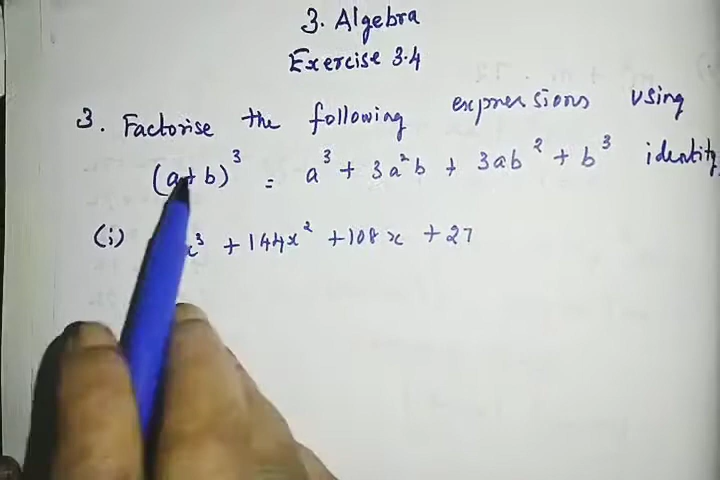 3. Algebra
Exercise 3.4
3. Factorise the following expressions using
(a+b)³ = a³ + 3a²b + 3ab² + b³ identity
(i) x³ + 144x² + 108x + 27